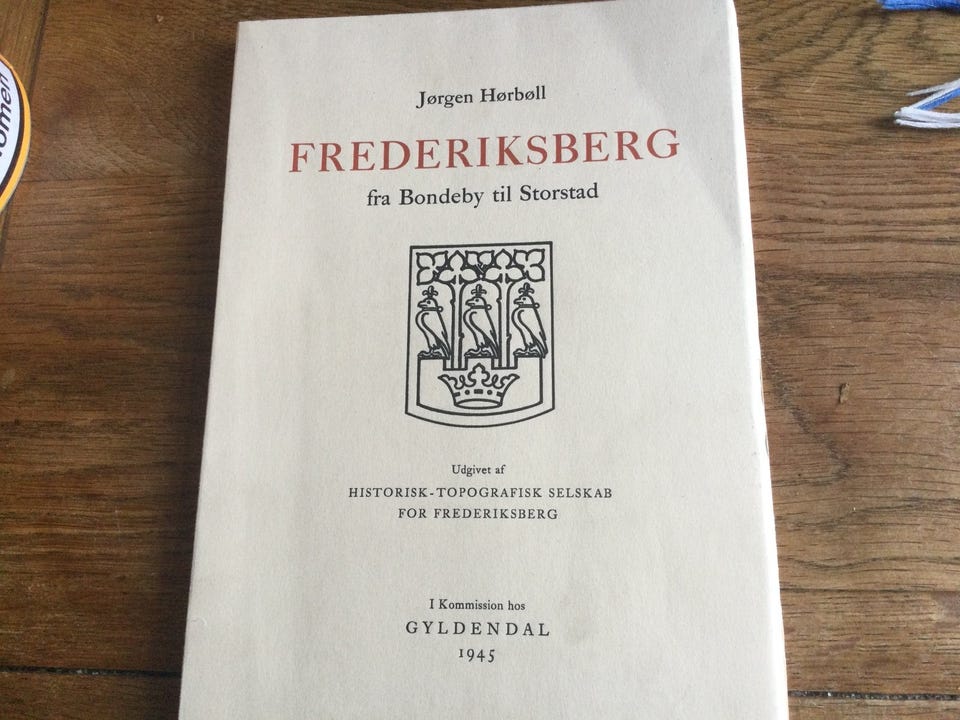 Jørgen Hørbøll
FREDERIKSBERG
fra Bondeby til Storstad
Udgivet af
HISTORISK-TOPOGRAFISK SELSKAB
FOR FREDERIKSBERG
I Kommission hos
GYLDENDAL
1945